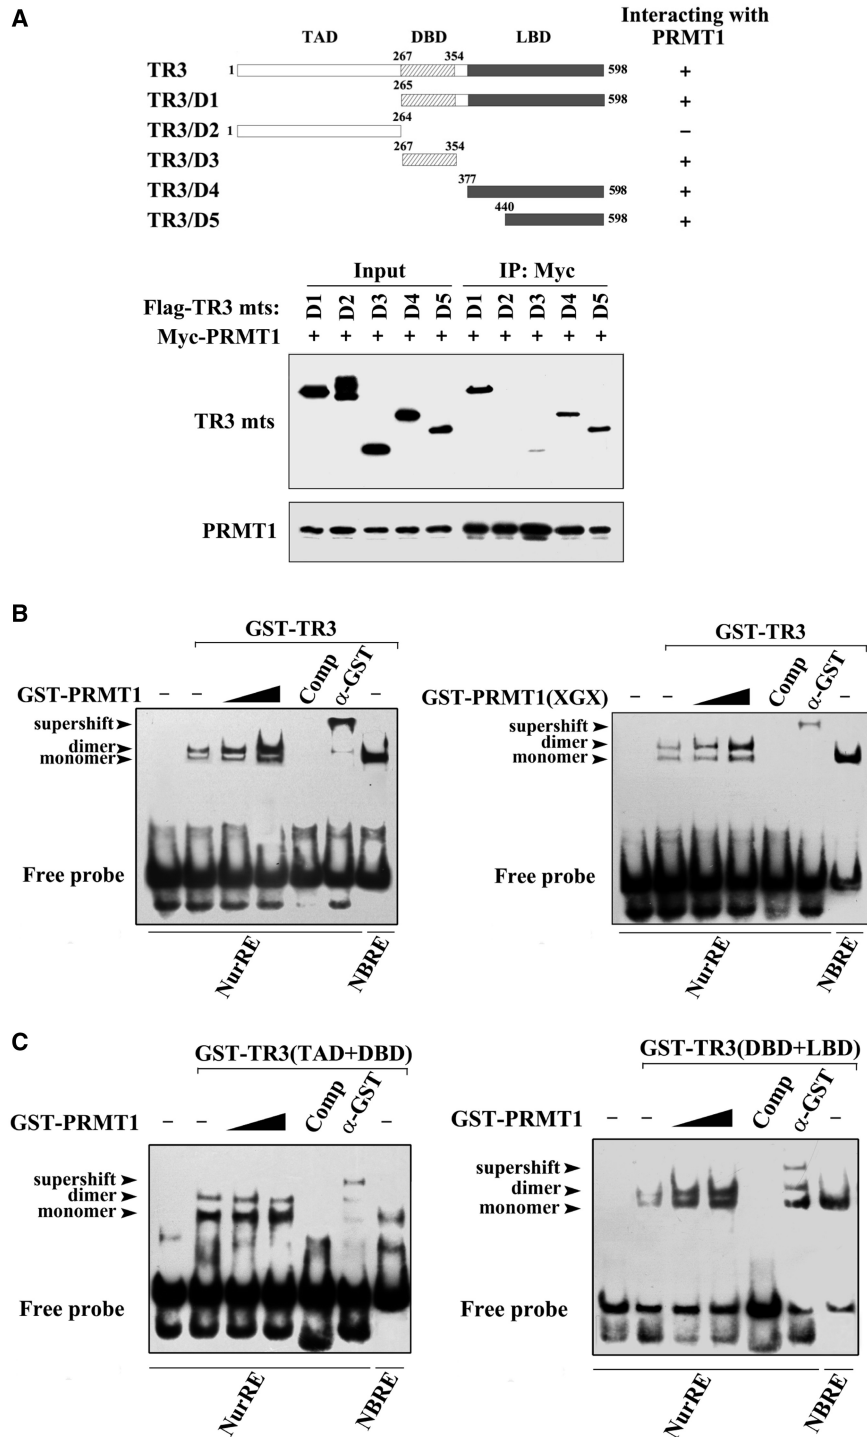 A
TAD DBD LBD Interacting with PRMT1
267 354
TR3 1 598 +
265
TR3/D1 598 +
264
TR3/D2 1 –
267 354
TR3/D3 +
377
TR3/D4 598 +
440
TR3/D5 598 +
Input IP: Myc
Flag-TR3 mts: D1 D2 D3 D4 D5 D1 D2 D3 D4 D5
Myc-PRMT1 + + + + + + + + + +
TR3 mts
PRMT1
B
GST-TR3
GST-PRMT1 – – Comp α-GST –
supershift
dimer
monomer
Free probe
NurRE NBRE
GST-TR3
GST-PRMT1(XGX) – – Comp α-GST –
supershift
dimer
monomer
Free probe
NurRE NBRE
C
GST-TR3(TAD+DBD)
GST-PRMT1 – – Comp α-GST –
supershift
dimer
monomer
Free probe
NurRE NBRE
GST-TR3(DBD+LBD)
GST-PRMT1 – – Comp α-GST –
supershift
dimer
monomer
Free probe
NurRE NBRE